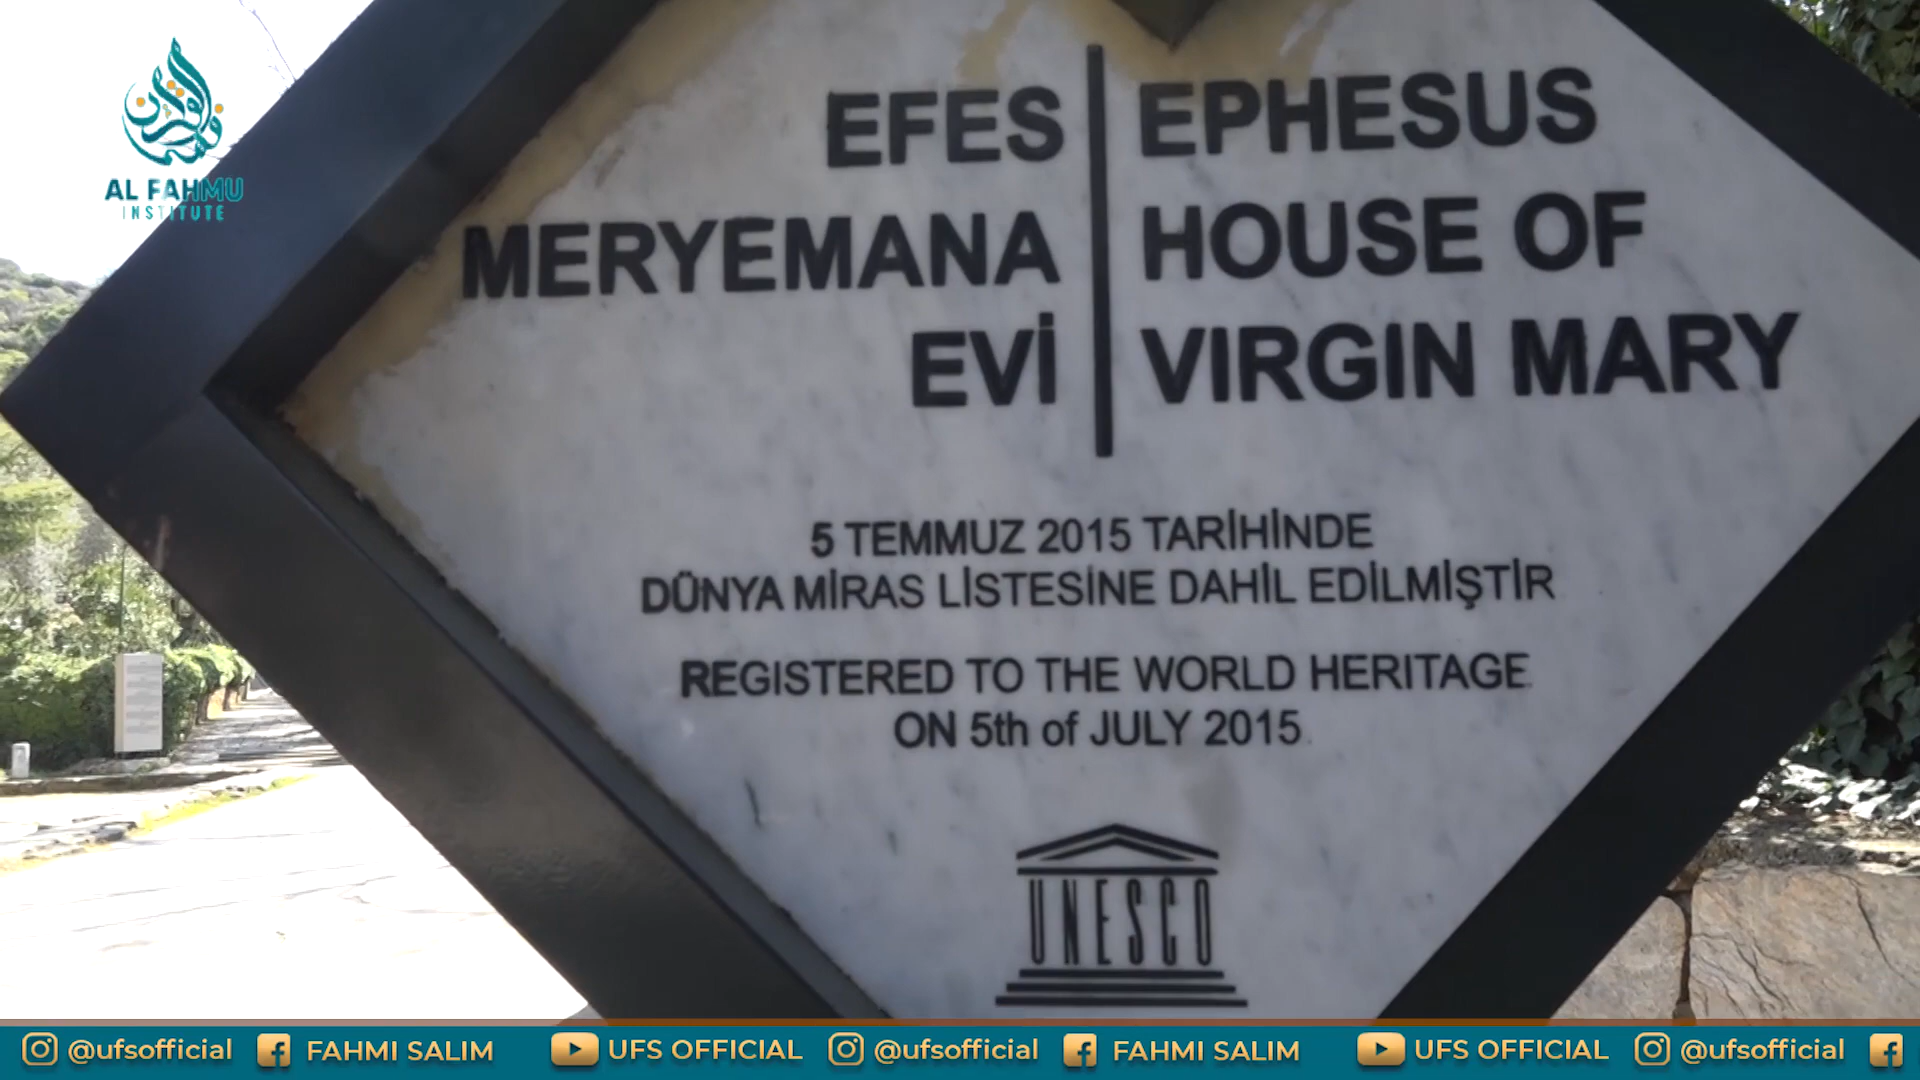 AL FAHMU
INSTITUTE
EFES
MERYEMANA
EVİ
EPHESUS
HOUSE OF
VIRGIN MARY
5 TEMMUZ 2015 TARİHİNDE
DÜNYA MİRAS LİSTESİNE DAHİL EDİLMİŞTİR
REGISTERED TO THE WORLD HERITAGE
ON 5th of JULY 2015
UNESCO
@ufsofficial FAHMI SALIM UFS OFFICIAL @ufsofficial FAHMI SALIM UFS OFFICIAL @ufsofficial